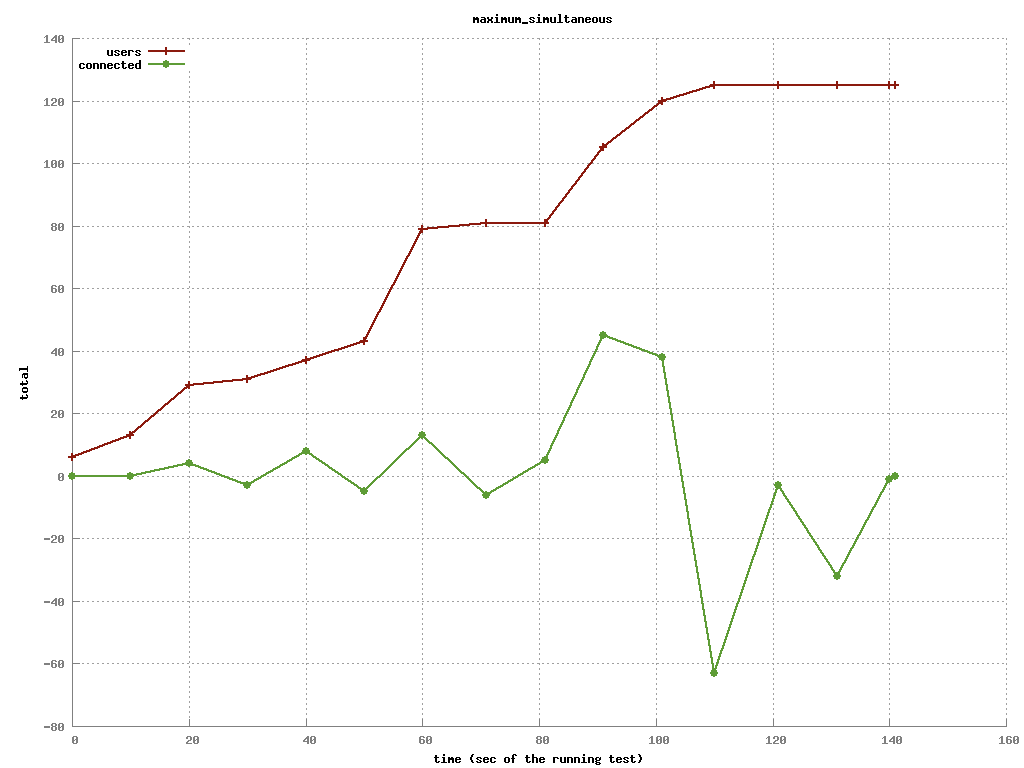 maximum_simultaneous
users
connected
140
120
100
80
60
40
20
0
-20
-40
-60
-80
total
0 20 40 60 80 100 120 140 160
time (sec of the running test)